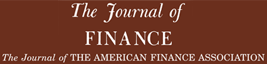 The Journal of
FINANCE
The Journal of THE AMERICAN FINANCE ASSOCIATION